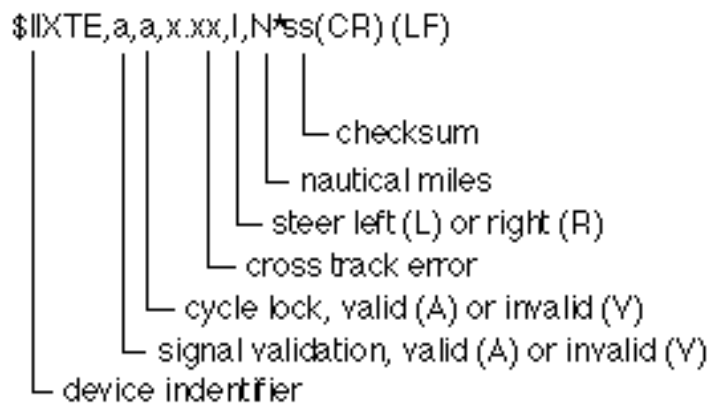 $IIXTE,a,a,x.xx,l,N*ss(CR) (LF)
checksum
nautical miles
steer left (L) or right (R)
cross track error
cycle lock, valid (A) or invalid (V)
signal validation, valid (A) or invalid (V)
device indentifier